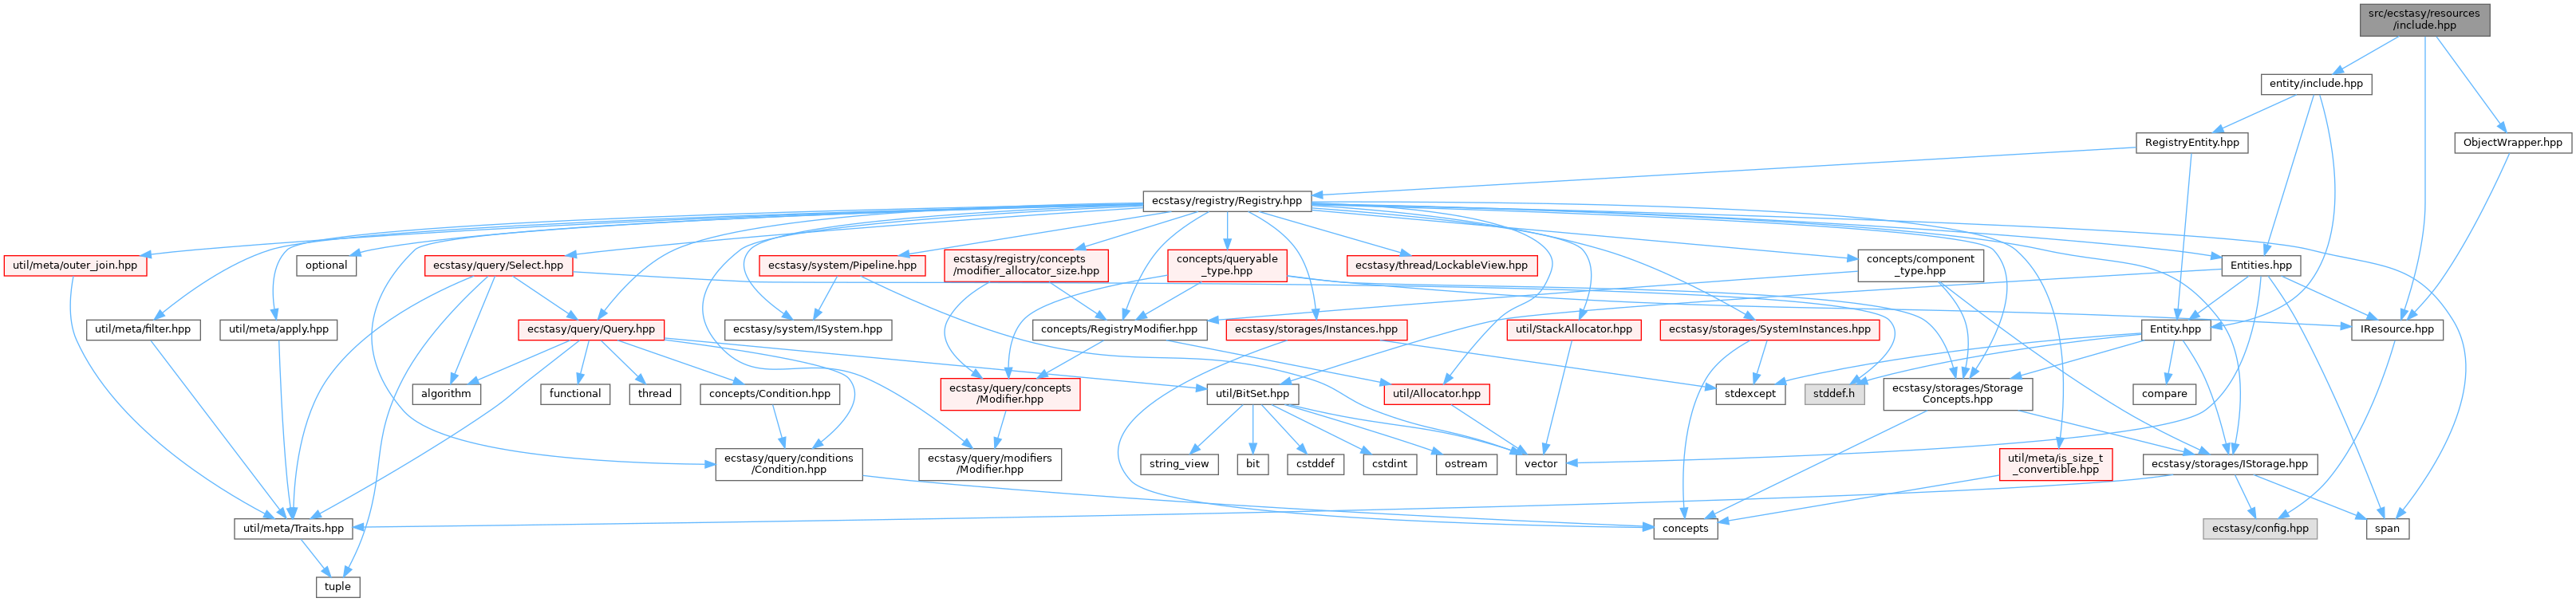 src/ecstasy/resources
/include.hpp
entity/include.hpp
RegistryEntity.hpp
ObjectWrapper.hpp
ecstasy/registry/Registry.hpp
util/meta/outer_join.hpp
optional
ecstasy/query/Select.hpp
ecstasy/system/Pipeline.hpp
ecstasy/registry/concepts
/modifier_allocator_size.hpp
concepts/queryable
_type.hpp
ecstasy/thread/LockableView.hpp
concepts/component
_type.hpp
Entities.hpp
util/meta/filter.hpp
util/meta/apply.hpp
ecstasy/query/Query.hpp
ecstasy/system/ISystem.hpp
concepts/RegistryModifier.hpp
ecstasy/storages/Instances.hpp
util/StackAllocator.hpp
ecstasy/storages/SystemInstances.hpp
Entity.hpp
IResource.hpp
algorithm
functional
thread
concepts/Condition.hpp
ecstasy/query/concepts
/Modifier.hpp
util/BitSet.hpp
util/Allocator.hpp
stdexcept
stddef.h
ecstasy/storages/Storage
Concepts.hpp
compare
ecstasy/query/conditions
/Condition.hpp
ecstasy/query/modifiers
/Modifier.hpp
string_view
bit
cstddef
cstdint
ostream
vector
util/meta/is_size_t
_convertible.hpp
ecstasy/storages/IStorage.hpp
util/meta/Traits.hpp
concepts
ecstasy/config.hpp
span
tuple